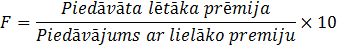 F = Piedāvāta lētāka prēmija / Piedāvājums ar lielāko premiju × 10